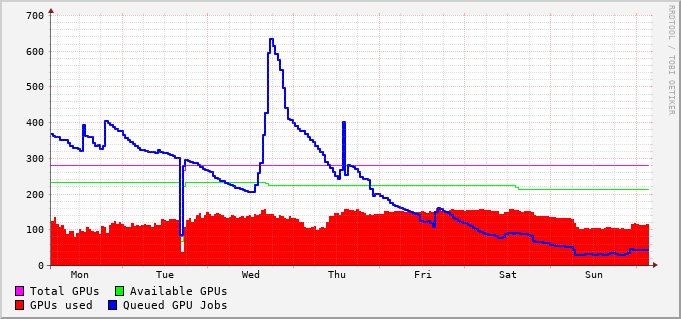 700
600
500
400
300
200
100
0
Mon Tue Wed Thu Fri Sat Sun
Total GPUs Available GPUs
GPUs used Queued GPU Jobs
RRDTOOL / TOBI OETIKER